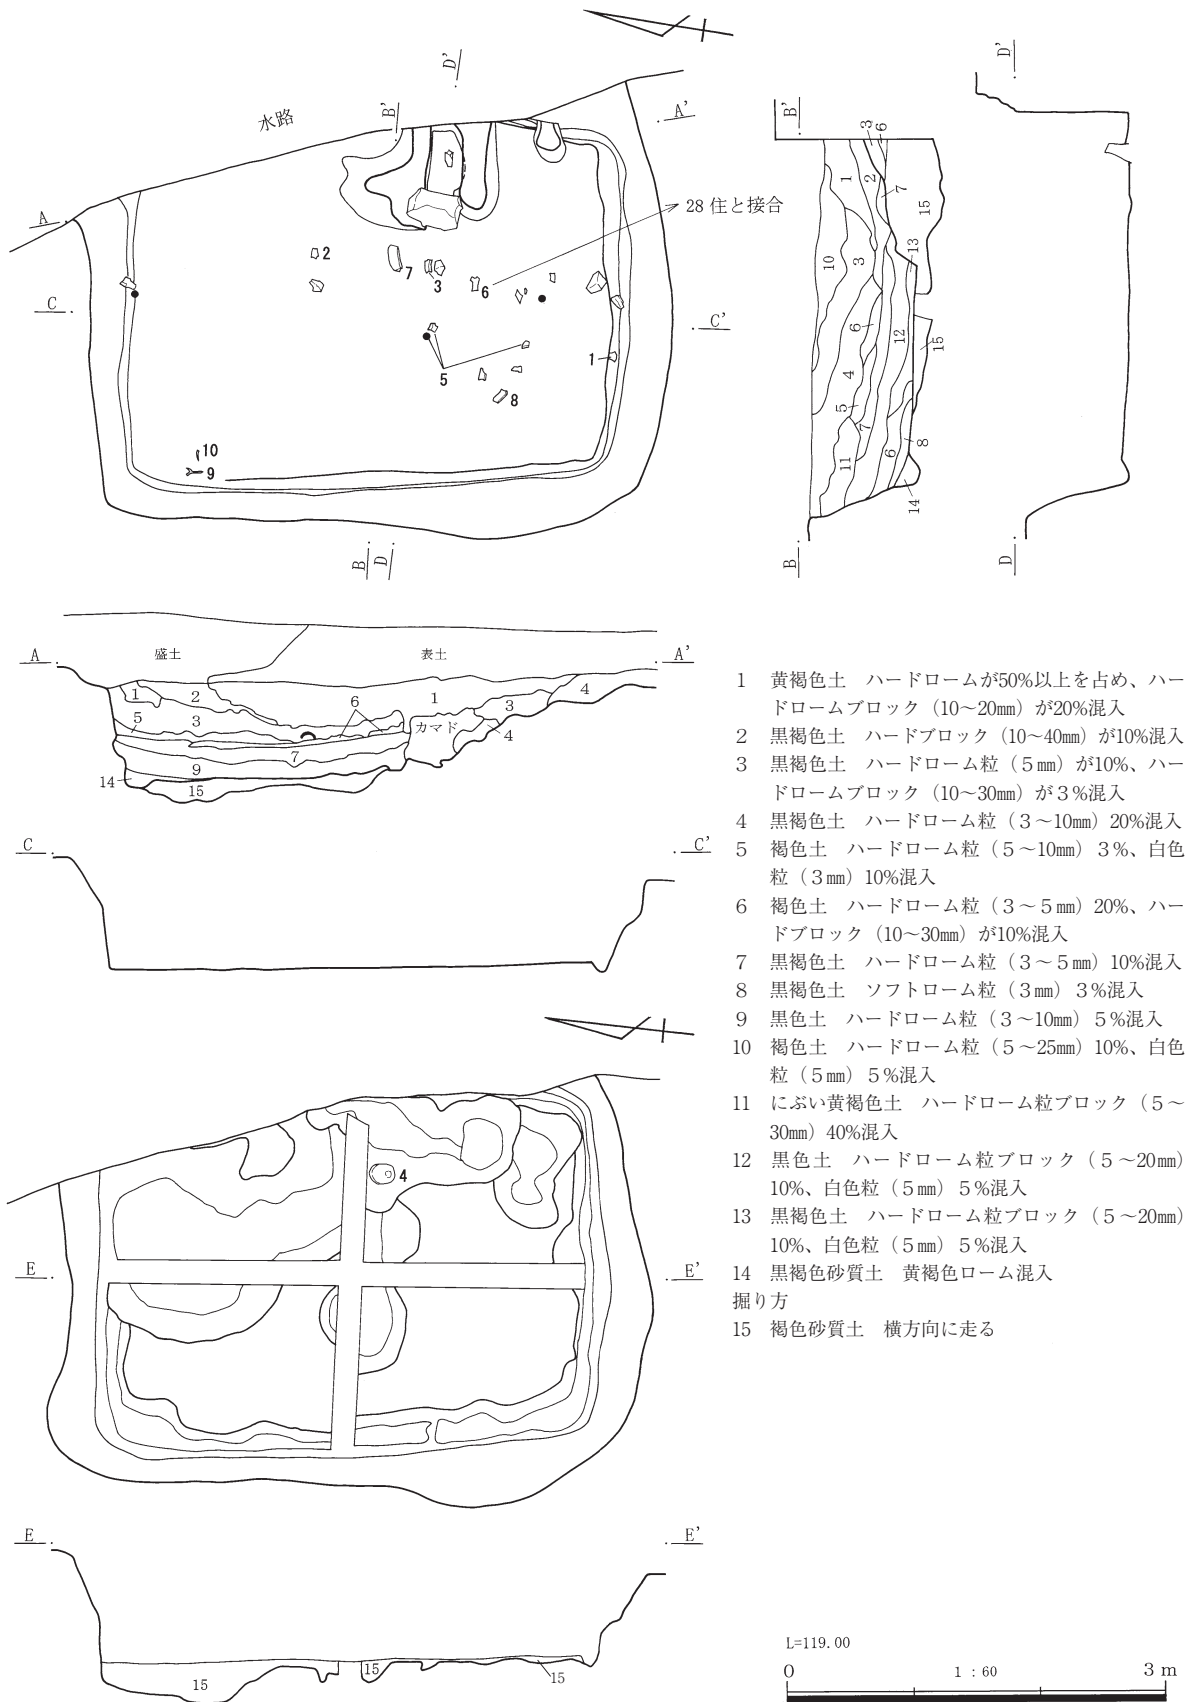 D'
B'
水路
A'
A
28 住と接合
2
7
3
6
C
C'
1
5
8
10
9
B
D
B'
3
6
1
2
7
15
13
10
3
6
12
15
4
5
7
8
11
6
14
B
D'
D
A
盛土
表土
A'
1
2
6
1
4
5
3
3
カマド
4
7
14
9
15
C
C'
1 黄褐色土 ハードロームが50%以上を占め、ハー
ドロームブロック(10~20mm)が20%混入
2 黒褐色土 ハードブロック(10~40mm)が10%混入
3 黒褐色土 ハードローム粒(5mm)が10%、ハー
ドロームブロック(10~30mm)が3%混入
4 黒褐色土 ハードローム粒(3~10mm)20%混入
5 褐色土 ハードローム粒(5~10mm)3%、白色
粒(3mm)10%混入
6 褐色土 ハードローム粒(3~5mm)20%、ハー
ドブロック(10~30mm)が10%混入
7 黒褐色土 ハードローム粒(3~5mm)10%混入
8 黒褐色土 ソフトローム粒(3mm)3%混入
9 黒色土 ハードローム粒(3~10mm)5%混入
10 褐色土 ハードローム粒(5~25mm)10%、白色
粒(5mm)5%混入
11 にぶい黄褐色土 ハードローム粒ブロック(5~
30mm)40%混入
12 黒色土 ハードローム粒ブロック(5~20mm)
10%、白色粒(5mm)5%混入
13 黒褐色土 ハードローム粒ブロック(5~20mm)
10%、白色粒(5mm)5%混入
14 黒褐色砂質土 黄褐色ローム混入
掘り方
15 褐色砂質土 横方向に走る
4
E
E'
E
E'
15
15
15
L=119.00
0 1:60 3m